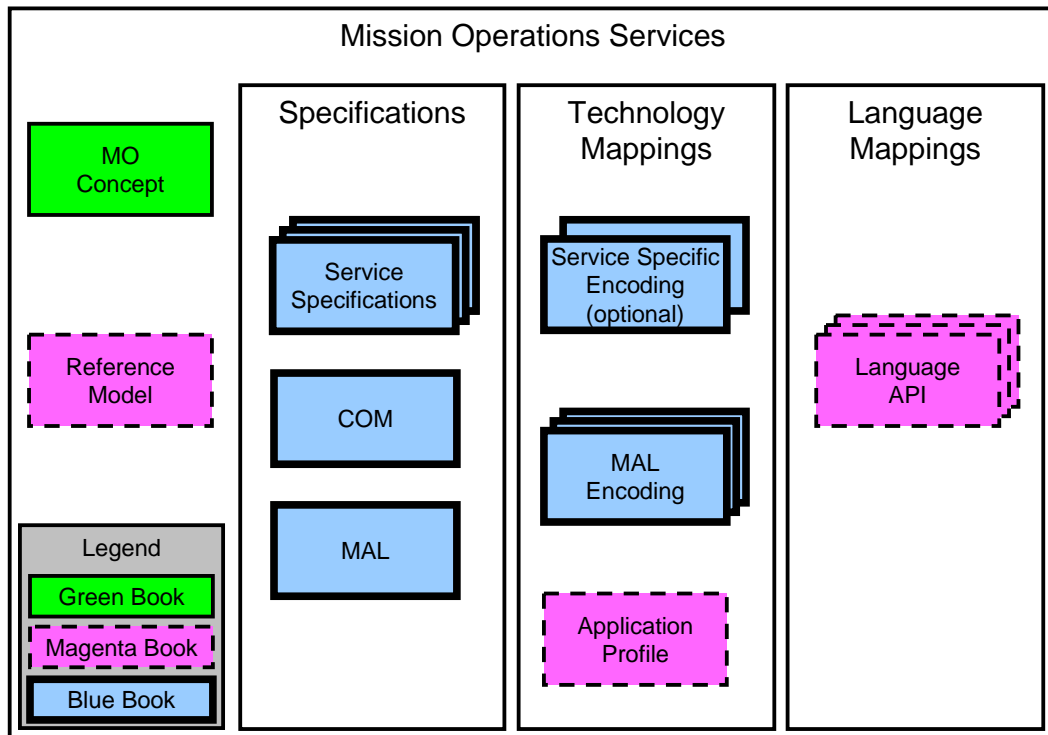 Mission Operations Services
MO
Concept
Reference
Model
Legend
Green Book
Magenta Book
Blue Book
Specifications
Service
Specifications
COM
MAL
Technology
Mappings
Service Specific
Encoding
(optional)
MAL
Encoding
Application
Profile
Language
Mappings
Language
API